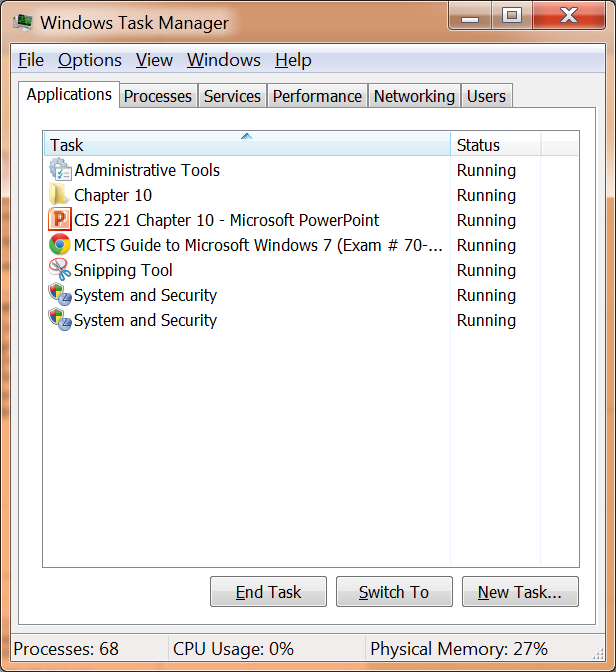 Windows Task Manager
File Options View Windows Help
Applications Processes Services Performance Networking Users
Task Status
Administrative Tools Running
Chapter 10 Running
CIS 221 Chapter 10 - Microsoft PowerPoint Running
MCTS Guide to Microsoft Windows 7 (Exam # 70-... Running
Snipping Tool Running
System and Security Running
System and Security Running
End Task Switch To New Task...
Processes: 68 CPU Usage: 0% Physical Memory: 27%